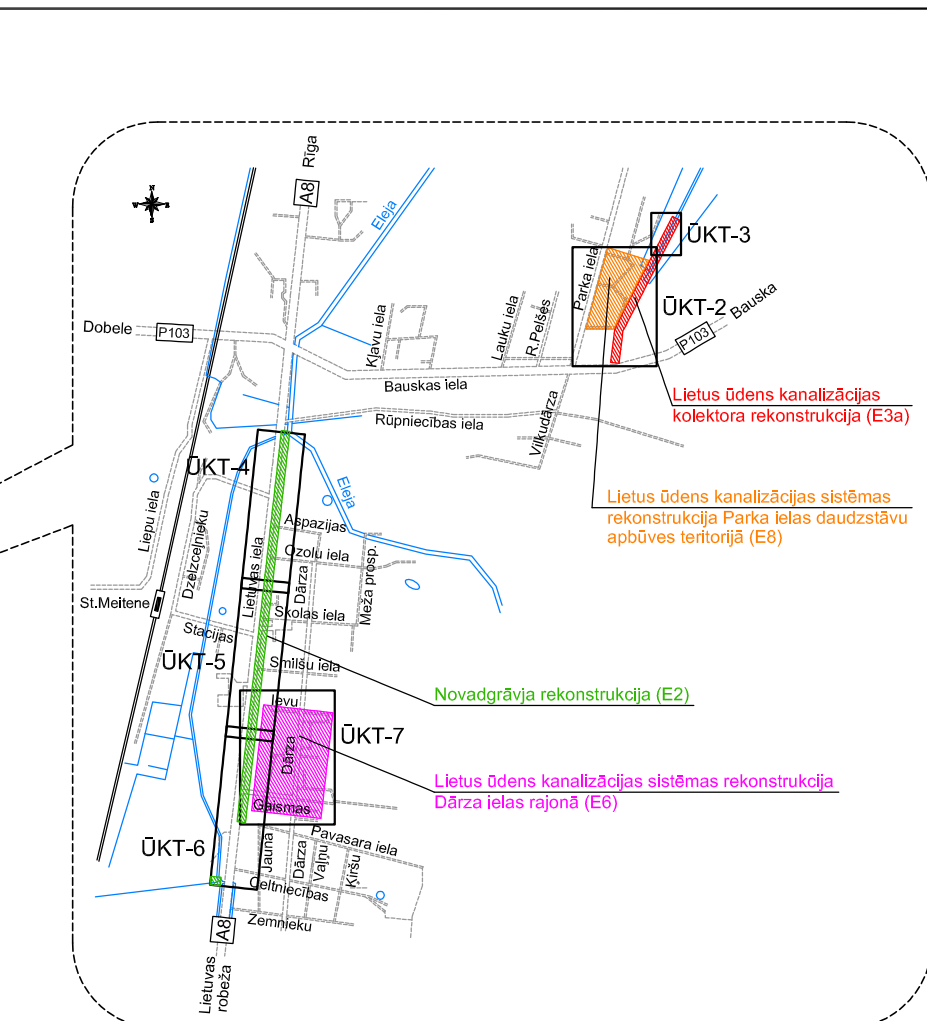 Rīga
A8
N
W
E
S
Eleja
ŪKT-3
Parka iela
ŪKT-2
Bauska
P103
Dobele
P103
Kļavu iela
Lauku iela
R.Pelšes
Bauskas iela
Lietus ūdens kanalizācijas
kolektora rekonstrukcija (E3a)
Rūpniecības iela
Vilkudārza
ŪKT-4
Eleja
Liepu iela
Dzelzceļnieku
Lietus ūdens kanalizācijas sistēmas
rekonstrukcija Parka ielas daudzstāvu
apbūves teritorijā (E8)
Aspazijas
Ozolu iela
Lietuvas iela
Dārza
Meža prosp.
St.Meitene
Skolas iela
Stacijas
ŪKT-5
Smilšu iela
Novadgrāvja rekonstrukcija (E2)
Ievu
ŪKT-7
Dārza
Lietus ūdens kanalizācijas sistēmas rekonstrukcija
Dārza ielas rajonā (E6)
Gaismas
Pavasara iela
ŪKT-6
Jauna
Dārza
Vaļņu
Ķiršu
Celtniecības
Zemnieku
A8
Lietuvas
robeža